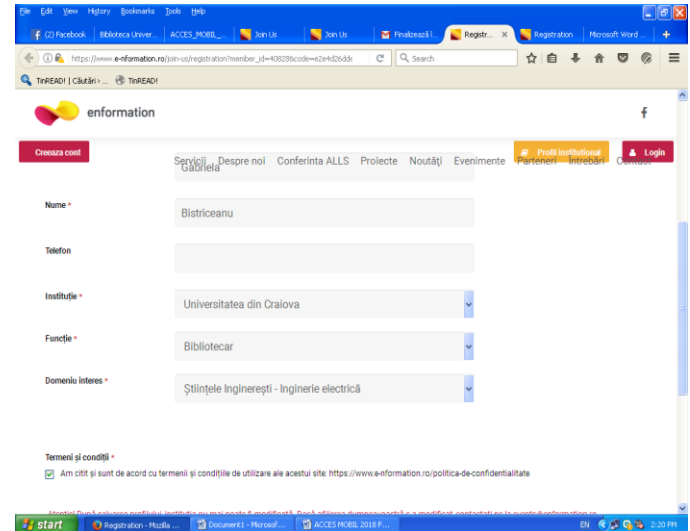 File Edit View History Bookmarks Tools Help
(2) Facebook Biblioteca Univer... ACCES_MOBIL_... Join Us Join Us Finalizează î... Registr... × Registration Microsoft Word ... +
https://www.e-nformation.ro/join-us/registration?member_id=40828&code=e2e4d26dde Search
TinREAD! | Căutări > ... TinREAD!
enformation f
Creeaza cont Profil institutional Login
Servicii Despre noi Conferinta ALLS Proiecte Noutăți Evenimente Parteneri Întrebări Contact
Gabriela
Nume *
Bistriceanu
Telefon
Instituție *
Universitatea din Craiova
Funcție *
Bibliotecar
Domeniu interes *
Științele Inginerești - Inginerie electrică
Termeni și condiții *
Am citit și sunt de acord cu termenii și condițiile de utilizare ale acestui site: https://www.e-nformation.ro/politica-de-confidentialitate
start Registration - Mozilla ... Document1 - Microsof... ACCES MOBIL 2018 F... EN 2:20 PM